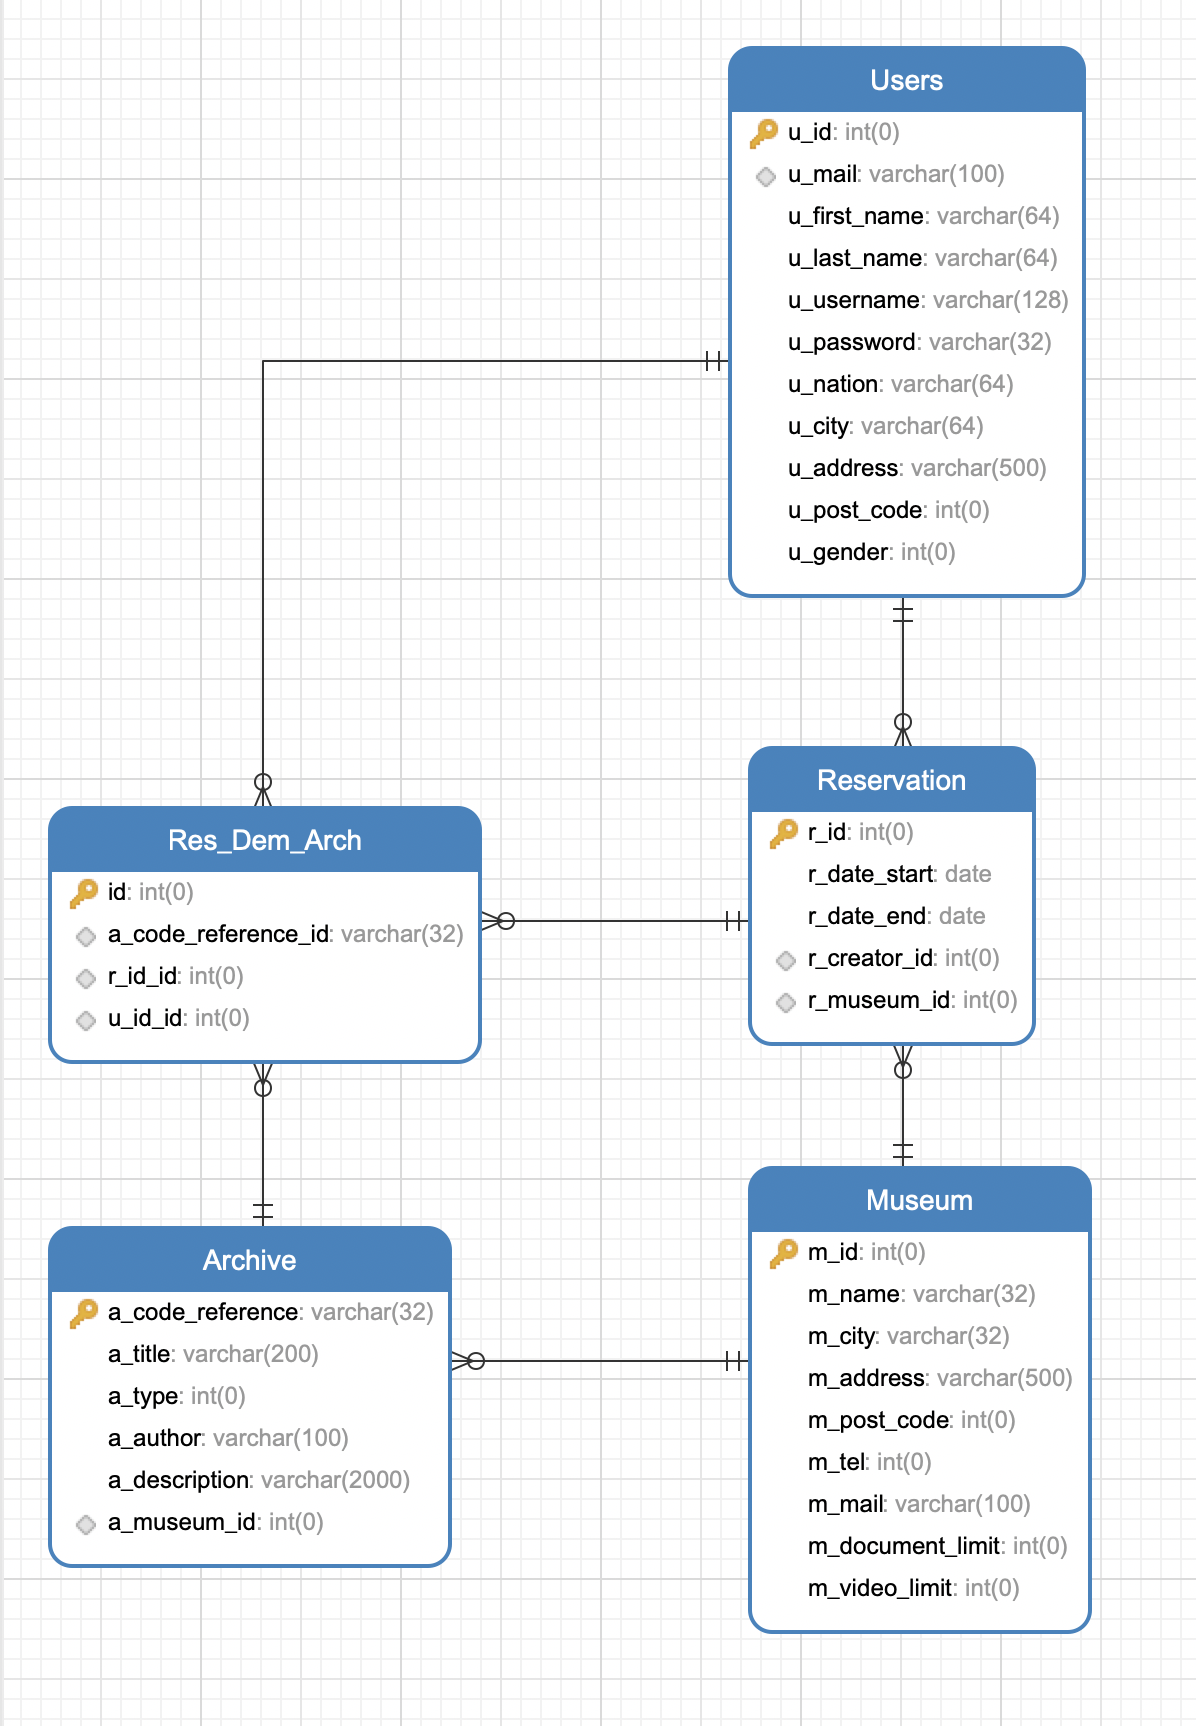 Users
u_id: int(0)
u_mail: varchar(100)
u_first_name: varchar(64)
u_last_name: varchar(64)
u_username: varchar(128)
u_password: varchar(32)
u_nation: varchar(64)
u_city: varchar(64)
u_address: varchar(500)
u_post_code: int(0)
u_gender: int(0)
Res_Dem_Arch
id: int(0)
a_code_reference_id: varchar(32)
r_id_id: int(0)
u_id_id: int(0)
Reservation
r_id: int(0)
r_date_start: date
r_date_end: date
r_creator_id: int(0)
r_museum_id: int(0)
Archive
a_code_reference: varchar(32)
a_title: varchar(200)
a_type: int(0)
a_author: varchar(100)
a_description: varchar(2000)
a_museum_id: int(0)
Museum
m_id: int(0)
m_name: varchar(32)
m_city: varchar(32)
m_address: varchar(500)
m_post_code: int(0)
m_tel: int(0)
m_mail: varchar(100)
m_document_limit: int(0)
m_video_limit: int(0)